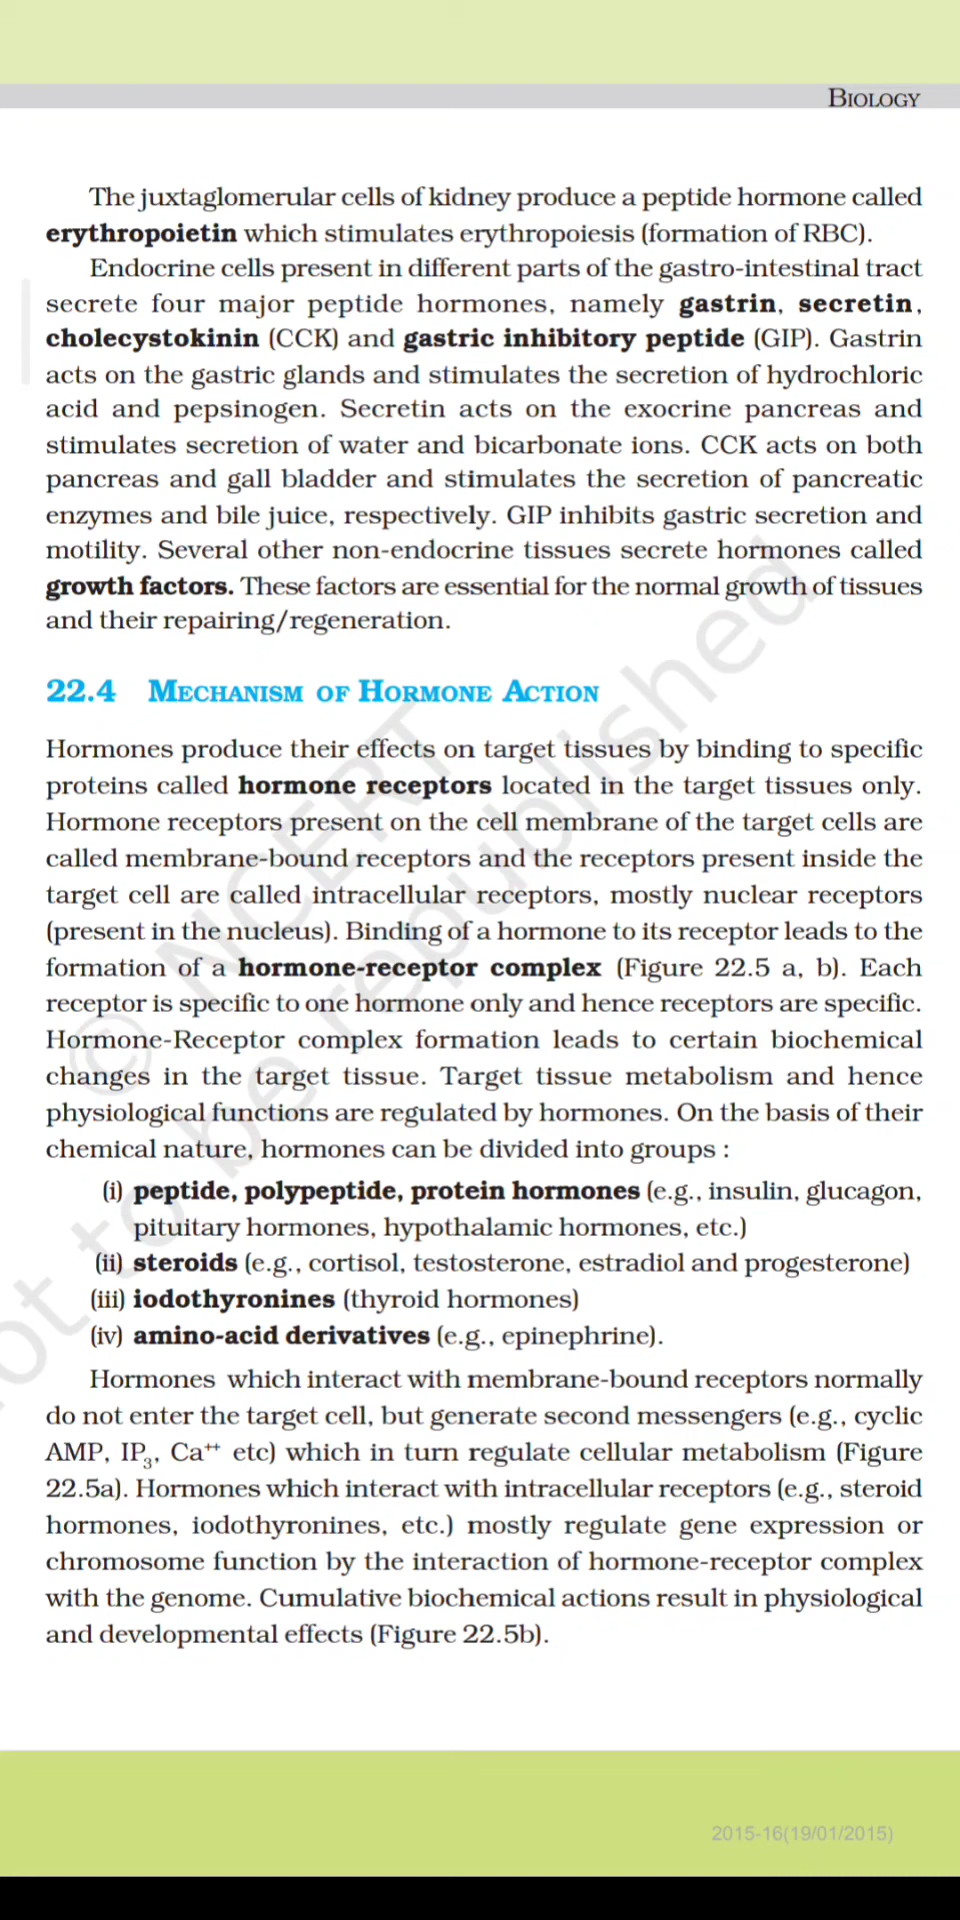 BIOLOGY
The juxtaglomerular cells of kidney produce a peptide hormone called
erythropoietin which stimulates erythropoiesis (formation of RBC).
Endocrine cells present in different parts of the gastro-intestinal tract
secrete four major peptide hormones, namely gastrin, secretin,
cholecystokinin (CCK) and gastric inhibitory peptide (GIP). Gastrin
acts on the gastric glands and stimulates the secretion of hydrochloric
acid and pepsinogen. Secretin acts on the exocrine pancreas and
stimulates secretion of water and bicarbonate ions. CCK acts on both
pancreas and gall bladder and stimulates the secretion of pancreatic
enzymes and bile juice, respectively. GIP inhibits gastric secretion and
motility. Several other non-endocrine tissues secrete hormones called
growth factors. These factors are essential for the normal growth of tissues
and their repairing/regeneration.
22.4 MECHANISM OF HORMONE ACTION
Hormones produce their effects on target tissues by binding to specific
proteins called hormone receptors located in the target tissues only.
Hormone receptors present on the cell membrane of the target cells are
called membrane-bound receptors and the receptors present inside the
target cell are called intracellular receptors, mostly nuclear receptors
(present in the nucleus). Binding of a hormone to its receptor leads to the
formation of a hormone-receptor complex (Figure 22.5 a, b). Each
receptor is specific to one hormone only and hence receptors are specific.
Hormone-Receptor complex formation leads to certain biochemical
changes in the target tissue. Target tissue metabolism and hence
physiological functions are regulated by hormones. On the basis of their
chemical nature, hormones can be divided into groups :
(i) peptide, polypeptide, protein hormones (e.g., insulin, glucagon,
pituitary hormones, hypothalamic hormones, etc.)
(ii) steroids (e.g., cortisol, testosterone, estradiol and progesterone)
(iii) iodothyronines (thyroid hormones)
(iv) amino-acid derivatives (e.g., epinephrine).
Hormones which interact with membrane-bound receptors normally
do not enter the target cell, but generate second messengers (e.g., cyclic
AMP, IP₃, Ca⁺⁺ etc) which in turn regulate cellular metabolism (Figure
22.5a). Hormones which interact with intracellular receptors (e.g., steroid
hormones, iodothyronines, etc.) mostly regulate gene expression or
chromosome function by the interaction of hormone-receptor complex
with the genome. Cumulative biochemical actions result in physiological
and developmental effects (Figure 22.5b).
© NCERT
not to be republished
2015-16(19/01/2015)